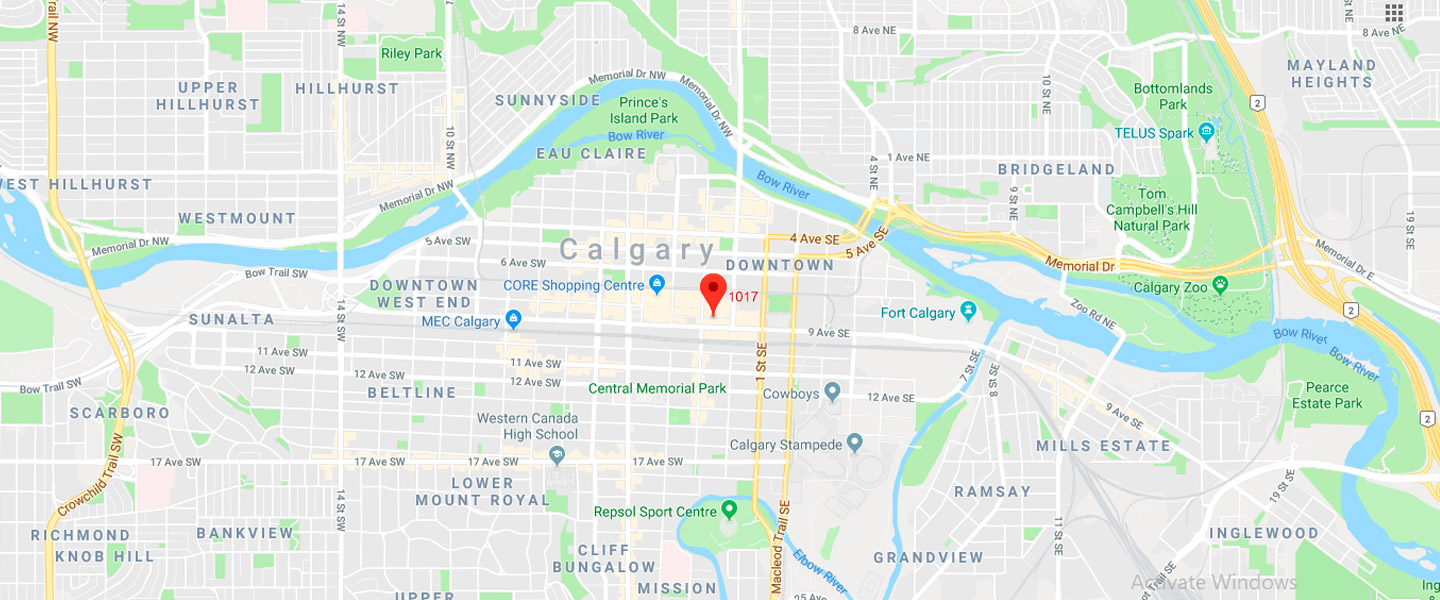 Trail NW
14 St NW
Riley Park
8 Ave NE
8 Ave NE
MAYLAND
HEIGHTS
UPPER
HILLHURST
HILLHURST
SUNNYSIDE
Memorial Dr NW
Memorial Dr NW
Prince's
Island Park
Bow River
EAU CLAIRE
10 St NW
10 St NE
Bottomlands
Park
2
TELUS Spark
4 St NE
1 Ave NE
BRIDGELAND
9 St NE
WEST HILLHURST
Memorial Dr NW
Bow River
Tom
Campbell's Hill
Natural Park
WESTMOUNT
19 St SE
Memorial Dr NW
5 Ave SW
Calgary
4 Ave SE
5 Ave SE
DOWNTOWN
6 Ave SW
Memorial Dr
Memorial Dr E
Bow Trail SW
DOWNTOWN
WEST END
CORE Shopping Centre
1017
Calgary Zoo
14 St SW
SUNALTA
MEC Calgary
Fort Calgary
Zoo Rd NE
2
9 Ave SE
Bow River
Bow River
11 Ave SW
11 Ave SW
12 Ave SW
12 Ave SW
12 Ave SW
1 St SE
7 St SE
8 St SE
Bow Trail SW
BELTLINE
Central Memorial Park
Cowboys
12 Ave SE
Pearce
Estate Park
SCARBORO
9 Ave SE
2
Western Canada
High School
Calgary Stampede
MILLS ESTATE
17 Ave SW
17 Ave SW
17 Ave SW
17 Ave SW
Crowchild Trail SW
LOWER
MOUNT ROYAL
14 St SW
RAMSAY
19 St SE
Repsol Sport Centre
Macleod Trail SE
11 St SE
RICHMOND
KNOB HILL
BANKVIEW
INGLEWOOD
CLIFF
BUNGALOW
Elbow River
GRANDVIEW
MISSION
Activate Windows
UPPER